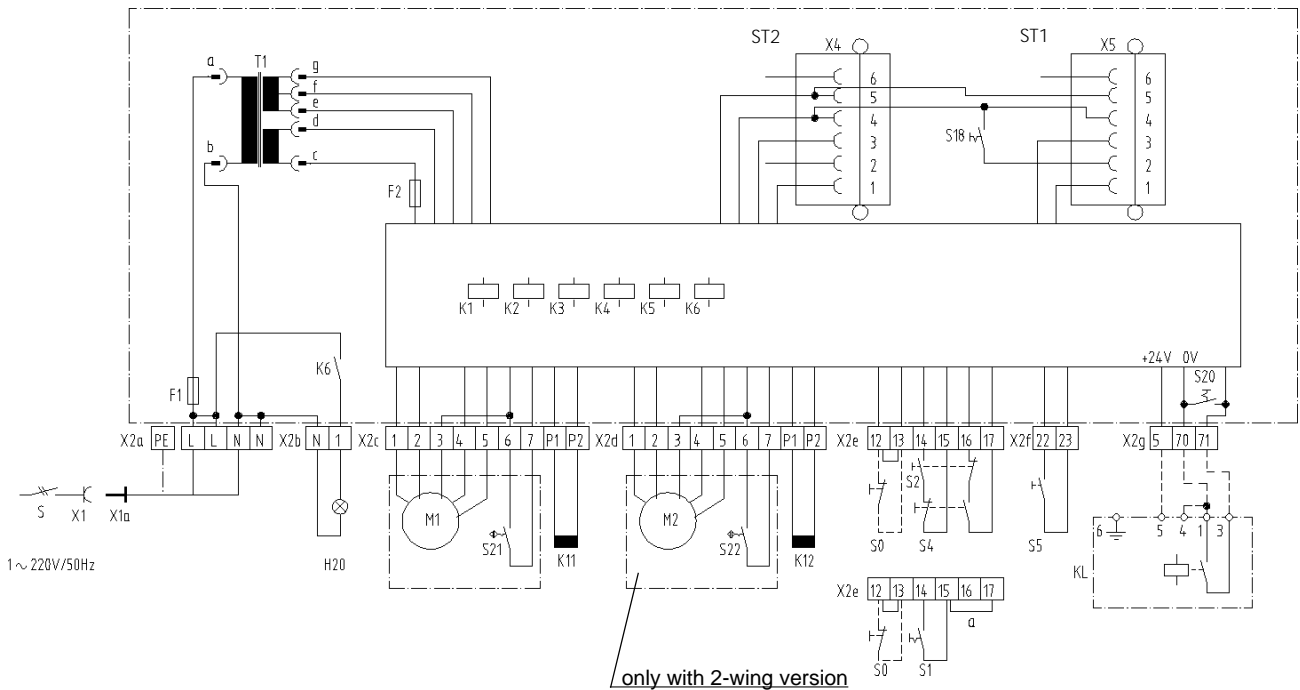 ST2 X4 ST1 X5
a T1 g
f
e
d
b c
6 6
5 5
4 4
3 3
2 2
1 1
S18
F2
K1 K2 K3 K4 K5 K6
K6
F1
+24V 0V
S20
X2a PE L L N N X2b N 1 X2c 1 2 3 4 5 6 7 P1 P2 X2d 1 2 3 4 5 6 7 P1 P2 X2e 12 13 14 15 16 17 X2f 22 23 X2g 5 70 71
S X1 X1a
1~220V/50Hz
H20
M1 S21 K11
M2 S22 K12
S2
S0 S4 S5
6 5 4 1 3
KL
X2e 12 13 14 15 16 17
a
S0 S1
only with 2-wing version